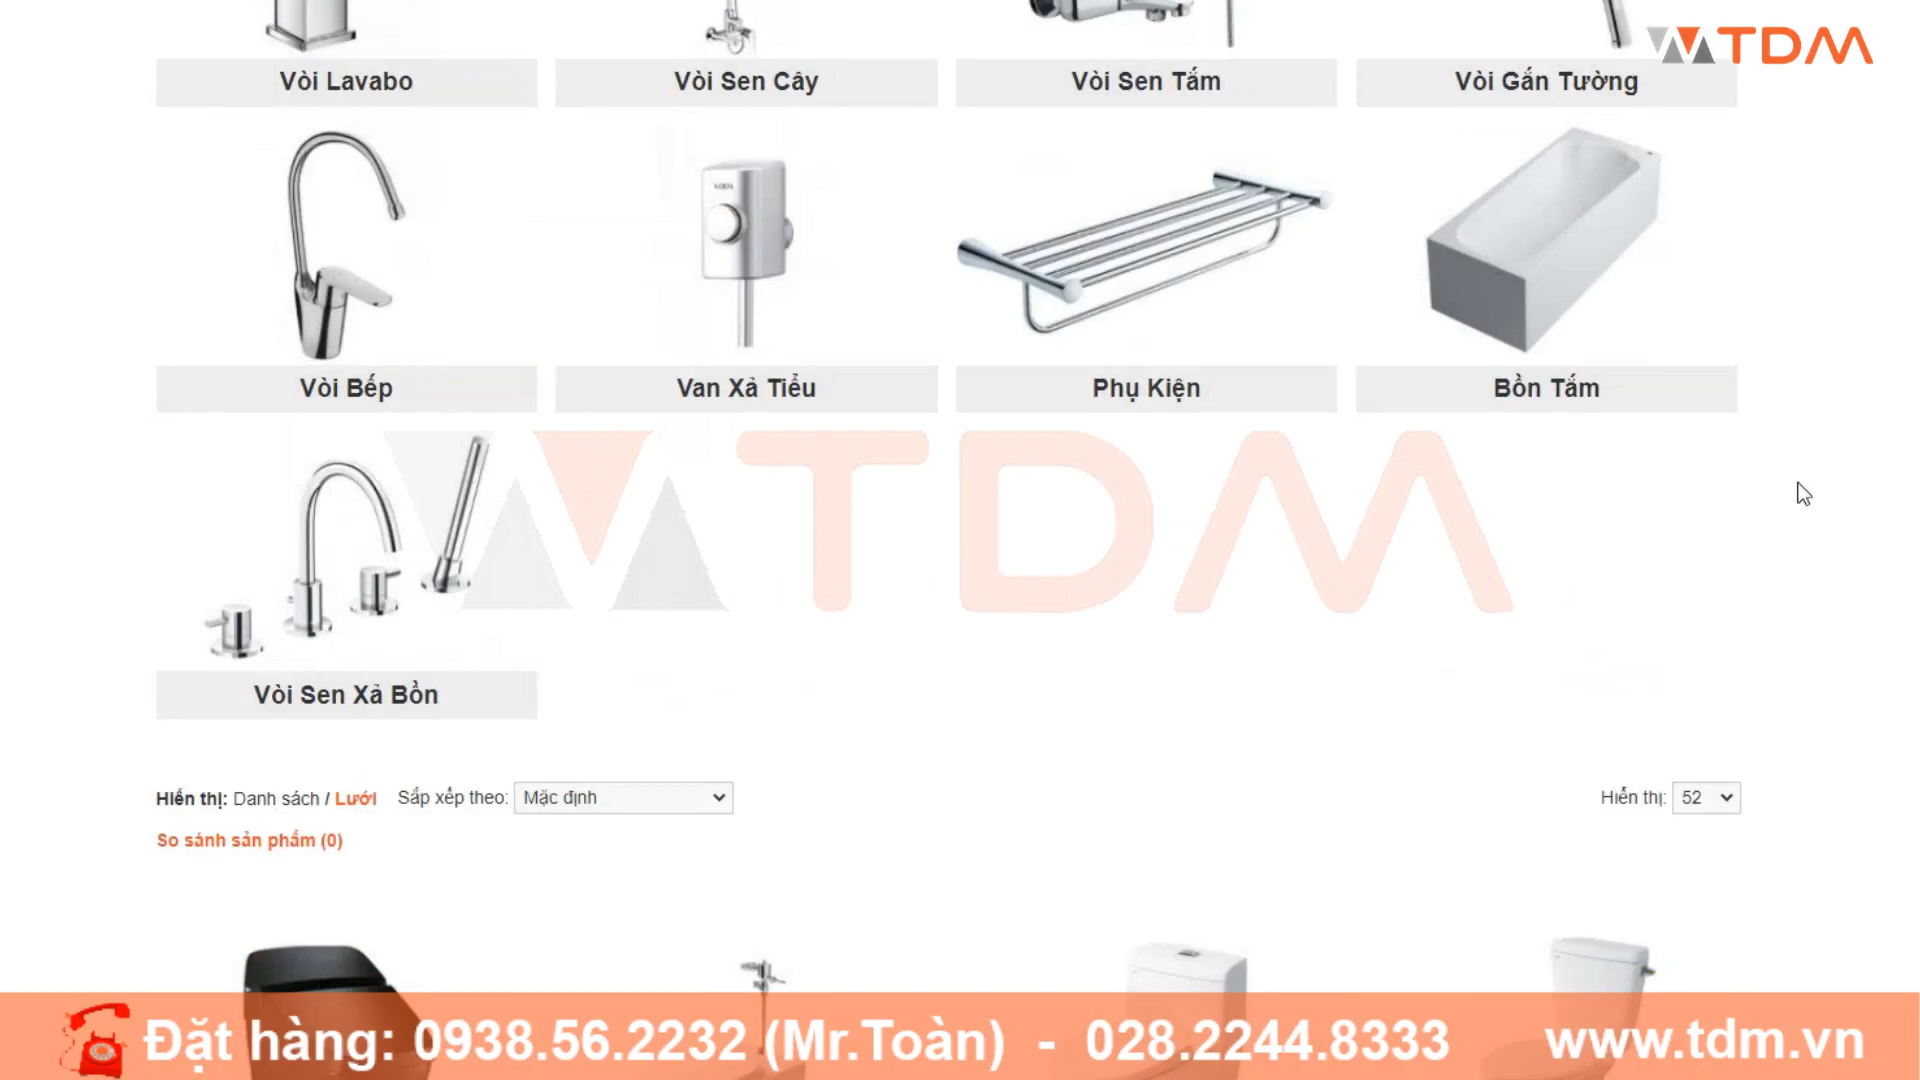 TDM
Vòi Lavabo
Vòi Sen Cây
Vòi Sen Tắm
Vòi Gắn Tường
Vòi Bếp
Van Xả Tiểu
Phụ Kiện
Bồn Tắm
TDM
Vòi Sen Xả Bồn
Hiển thị: Danh sách / Lưới Sắp xếp theo: Mặc định Hiển thị: 52
So sánh sản phẩm (0)
Đặt hàng: 0938.56.2232 (Mr.Toàn) - 028.2244.8333 www.tdm.vn